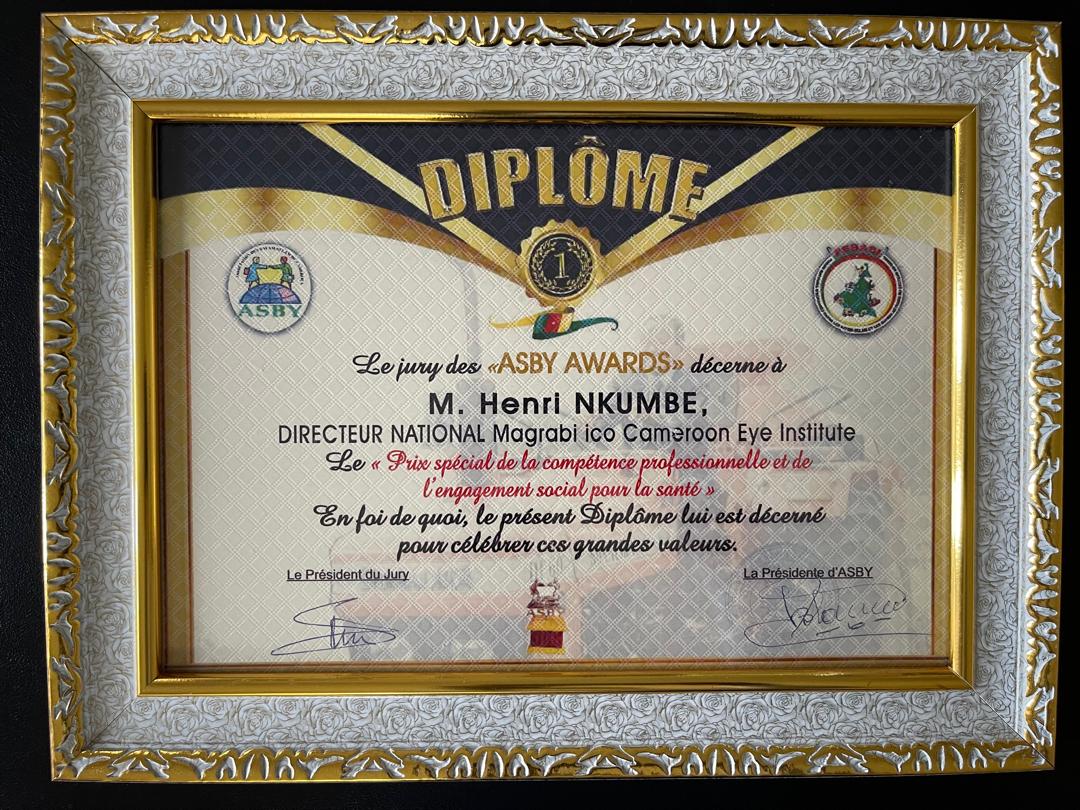 DIPLÔME
1
ASBY
Le jury des «ASBY AWARDS» décerne à
M. Henri NKUMBE,
DIRECTEUR NATIONAL Magrabi ico Cameroon Eye Institute
Le « Prix spécial de la compétence professionnelle et de
l'engagement social pour la santé »
En foi de quoi, le présent Diplôme lui est décerné
pour célébrer ces grandes valeurs.
Le Président du Jury
La Présidente d'ASBY
ASBY